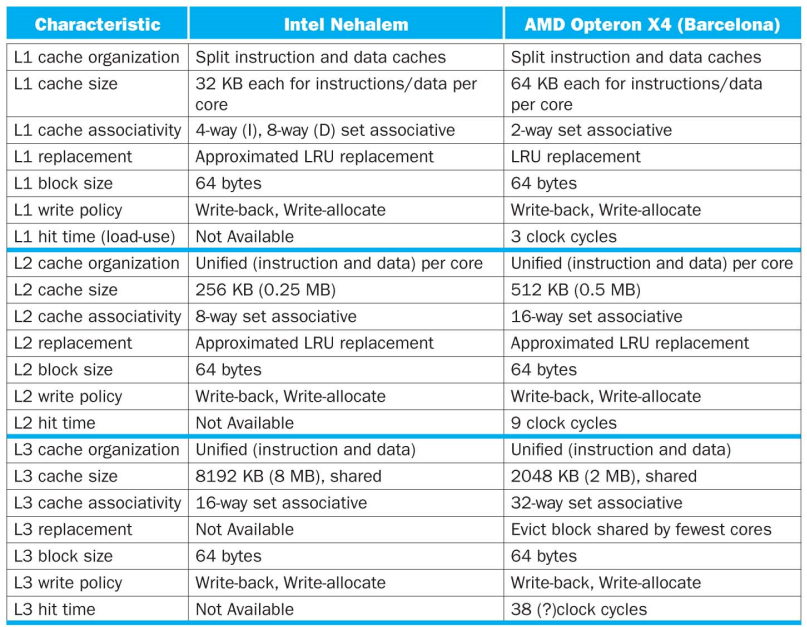 Characteristic Intel Nehalem AMD Opteron X4 (Barcelona)
L1 cache organization Split instruction and data caches Split instruction and data caches
L1 cache size 32 KB each for instructions/data per core 64 KB each for instructions/data per core
L1 cache associativity 4-way (I), 8-way (D) set associative 2-way set associative
L1 replacement Approximated LRU replacement LRU replacement
L1 block size 64 bytes 64 bytes
L1 write policy Write-back, Write-allocate Write-back, Write-allocate
L1 hit time (load-use) Not Available 3 clock cycles
L2 cache organization Unified (instruction and data) per core Unified (instruction and data) per core
L2 cache size 256 KB (0.25 MB) 512 KB (0.5 MB)
L2 cache associativity 8-way set associative 16-way set associative
L2 replacement Approximated LRU replacement Approximated LRU replacement
L2 block size 64 bytes 64 bytes
L2 write policy Write-back, Write-allocate Write-back, Write-allocate
L2 hit time Not Available 9 clock cycles
L3 cache organization Unified (instruction and data) Unified (instruction and data)
L3 cache size 8192 KB (8 MB), shared 2048 KB (2 MB), shared
L3 cache associativity 16-way set associative 32-way set associative
L3 replacement Not Available Evict block shared by fewest cores
L3 block size 64 bytes 64 bytes
L3 write policy Write-back, Write-allocate Write-back, Write-allocate
L3 hit time Not Available 38 (?)clock cycles